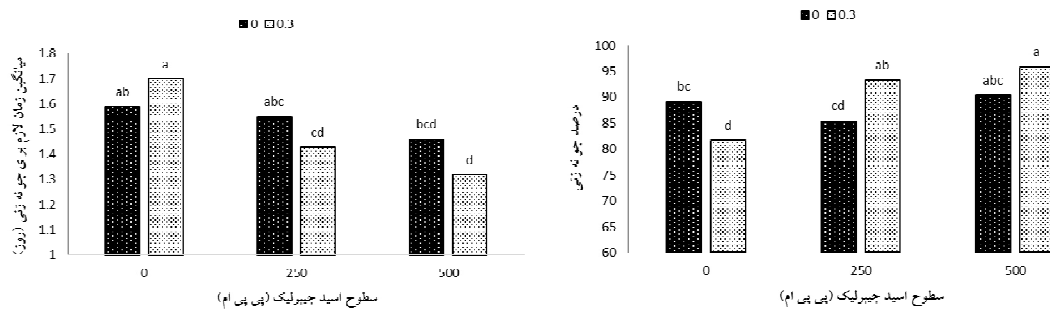 0 0.3
میانگین زمان لازم بری جونه زنی (روز)
1.8
1.7
1.6
1.5
1.4
1.3
1.2
1.1
1
ab a
abc cd
bcd d
0 250 500
سطوح اسید جیبرلیک (پی پی ام)
0 0.3
درصد جونه زنی
100
95
90
85
80
75
70
65
60
bc d
cd ab
abc a
0 250 500
سطوح اسید جیبرلیک (پی پی ام)